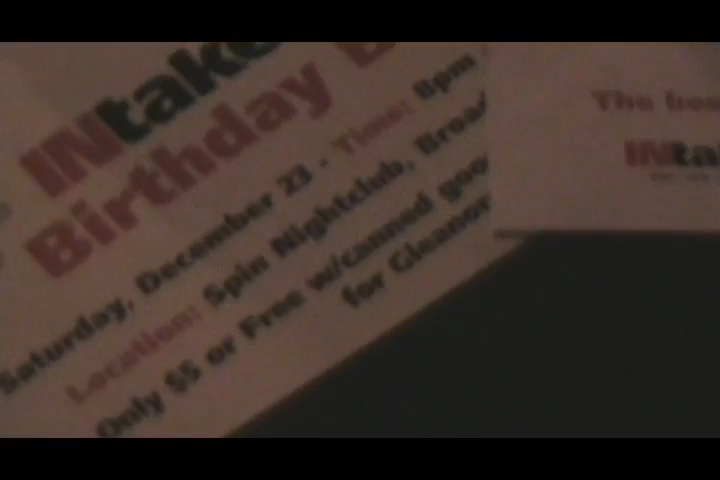 INtake
Birthday
Saturday, December 23 - Time: 8pm
Location: Spin Nightclub, Broad
Only $5 or Free w/canned goo
for Gleanor
The bes
INta